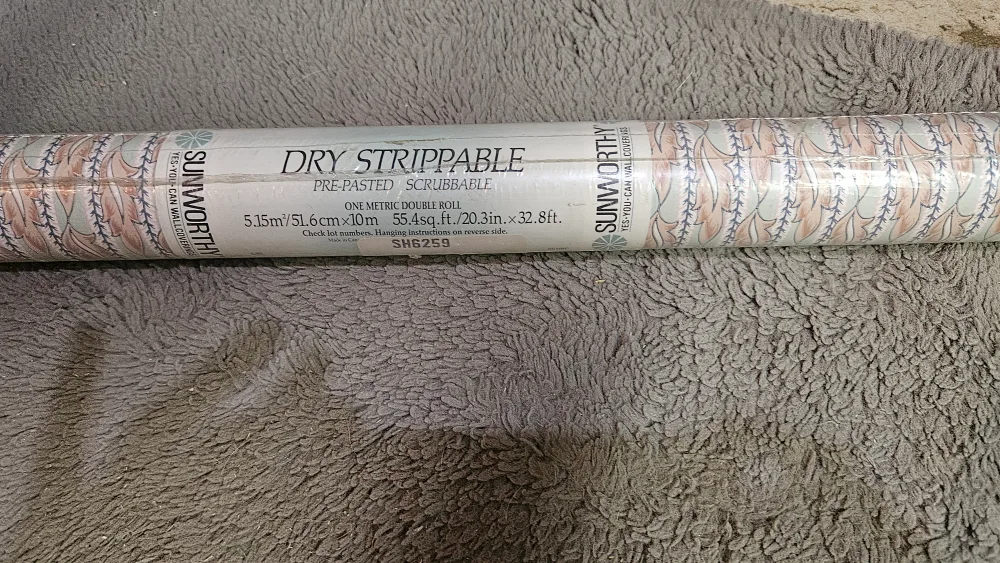 SUNWORTHY
YES-YOU-CAN WALLCOVERINGS
DRY STRIPPABLE
PRE-PASTED SCRUBBABLE
ONE METRIC DOUBLE ROLL
5.15m²/51.6cm×10m 55.4sq.ft./20.3in.×32.8ft.
Check lot numbers. Hanging instructions on reverse side.
Made in
SH6259
SUNWORTHY
YES-YOU-CAN WALLCOVERINGS